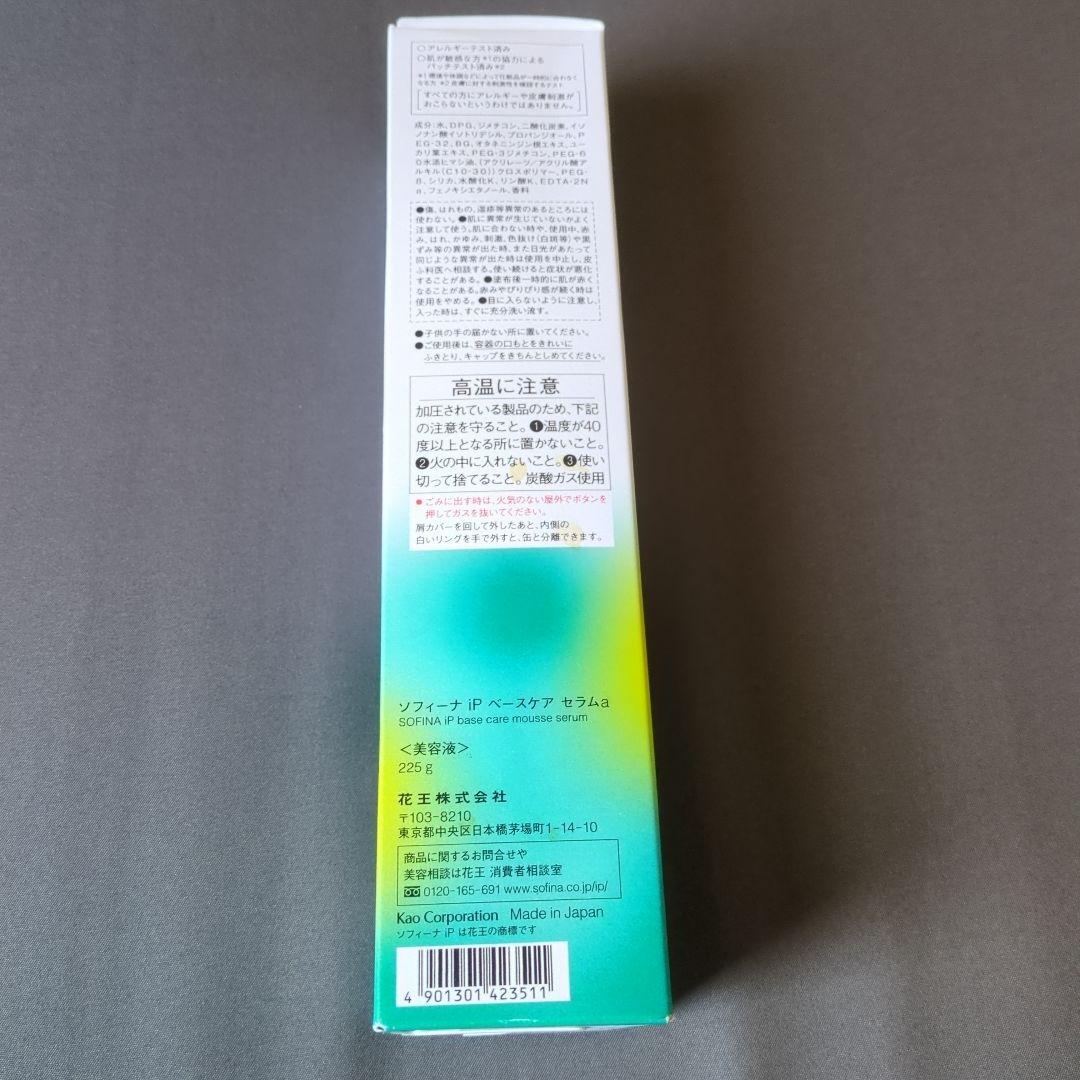 ○アレルギーテスト済み
○肌が敏感な方*1の協力による
パッチテスト済み*2
*1 環境や体調などによって化粧品が一時的に合わなく
なる方 *2 皮膚に対する刺激性を確認するテスト
すべての方にアレルギーや皮膚刺激が
おこらないというわけではありません。
成分:水、DPG、ジメチコン、二酸化炭素、イソ
ノナン酸イソトリデシル、プロパンジオール、P
EG-32、BG、オタネニンジン根エキス、ユー
カリ葉エキス、PEG-3ジメチコン、PEG-6
0水添ヒマシ油、(アクリレーツ/アクリル酸ア
ルキル(C10-30))クロスポリマー、PEG-
8、シリカ、水酸化K、リン酸K、EDTA-2N
a、フェノキシエタノール、香料
●傷、はれもの、湿疹等異常のあるところには
使わない。●肌に異常が生じていないかよく
注意して使う。肌に合わない時や、使用中、赤
み、はれ、かゆみ、刺激、色抜け(白斑等)や黒
ずみ等の異常が出た時、また日光があたって
同じような異常が出た時は使用を中止し、皮
ふ科医へ相談する。使い続けると症状が悪化
することがある。●塗布後一時的に肌が赤く
なることがある。赤みやぴりぴり感が続く時は
使用をやめる。●目に入らないように注意し、
入った時は、すぐに充分洗い流す。
●子供の手の届かない所に置いてください。
●ご使用後は、容器の口もとをきれいに
ふきとり、キャップをきちんとしめてください。
高温に注意
加圧されている製品のため、下記
の注意を守ること。❶温度が40
度以上となる所に置かないこと。
❷火の中に入れないこと。❸使い
切って捨てること。炭酸ガス使用
●ごみに出す時は、火気のない屋外でボタンを
押してガスを抜いてください。
肩カバーを回して外したあと、内側の
白いリングを手で外すと、缶と分離できます。
ソフィーナ iP ベースケア セラムa
SOFINA iP base care mousse serum
<美容液>
225g
花王株式会社
〒103-8210
東京都中央区日本橋茅場町1-14-10
商品に関するお問合せや
美容相談は花王 消費者相談室
0120-165-691 www.sofina.co.jp/ip/
Kao Corporation Made in Japan
ソフィーナ iP は花王の商標です
4 901301 423511